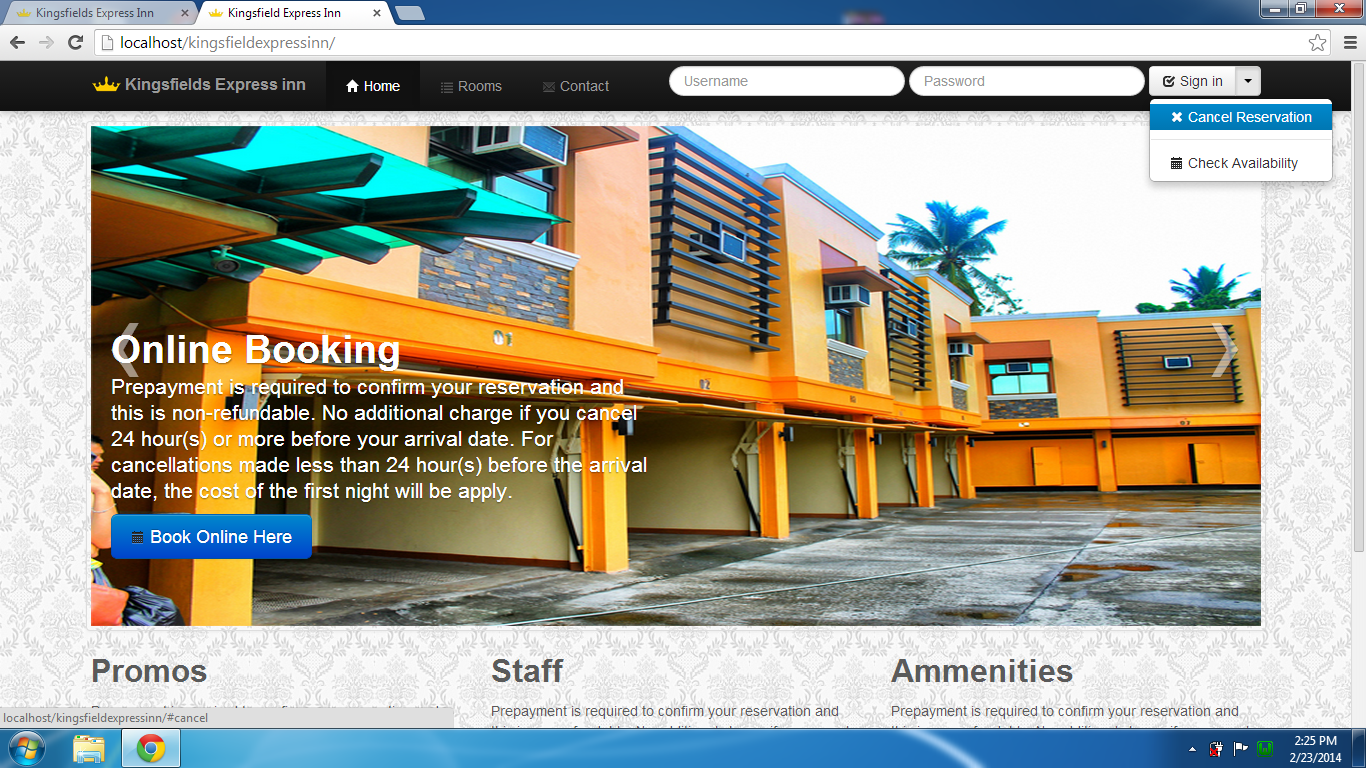 Kingsfields Express Inn
Kingsfield Express Inn
localhost/kingsfieldexpressinn/
Kingsfields Express inn
Home
Rooms
Contact
Username
Password
Sign in
Cancel Reservation
Check Availability
01
02
Online Booking
Prepayment is required to confirm your reservation and
this is non-refundable. No additional charge if you cancel
24 hour(s) or more before your arrival date. For
cancellations made less than 24 hour(s) before the arrival
date, the cost of the first night will be apply.
Book Online Here
Promos
Staff
Ammenities
Prepayment is required to confirm your reservation and
Prepayment is required to confirm your reservation and
localhost/kingsfieldexpressinn/#cancel
2:25 PM
2/23/2014